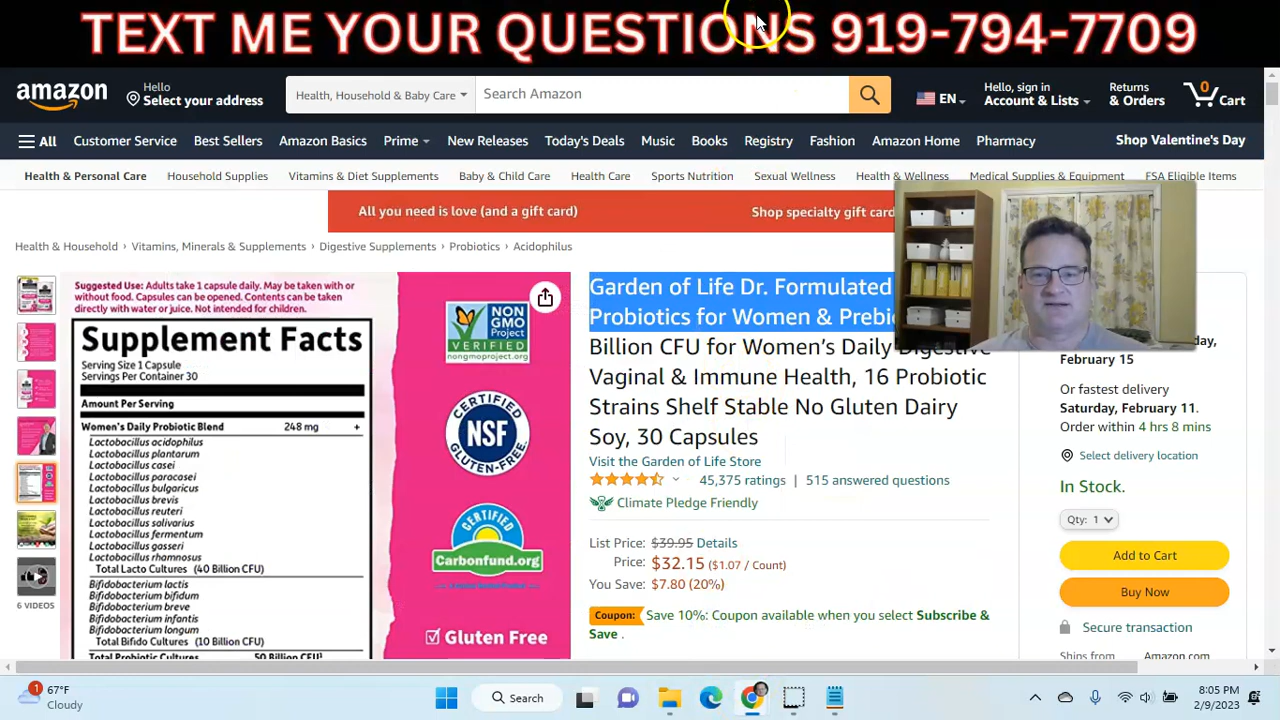 TEXT ME YOUR QUESTIONS 919-794-7709
amazon
Hello
Select your address
Health, Household & Baby Care
Search Amazon
EN
Hello, sign in
Account & Lists
Returns
& Orders
0
Cart
All
Customer Service
Best Sellers
Amazon Basics
Prime
New Releases
Today's Deals
Music
Books
Registry
Fashion
Amazon Home
Pharmacy
Shop Valentine's Day
Health & Personal Care
Household Supplies
Vitamins & Diet Supplements
Baby & Child Care
Health Care
Sports Nutrition
Sexual Wellness
Health & Wellness
Medical Supplies & Equipment
FSA Eligible Items
All you need is love (and a gift card)
Shop specialty gift card
Health & Household › Vitamins, Minerals & Supplements › Digestive Supplements › Probiotics › Acidophilus
6 VIDEOS
Suggested Use: Adults take 1 capsule daily. May be taken with or
without food. Capsules can be opened. Contents can be taken
directly with water or juice. Not intended for children.
Supplement Facts
Serving Size 1 Capsule
Servings Per Container 30
Amount Per Serving
Women's Daily Probiotic Blend 248 mg +
Lactobacillus acidophilus
Lactobacillus plantarum
Lactobacillus casei
Lactobacillus paracasei
Lactobacillus bulgaricus
Lactobacillus brevis
Lactobacillus reuteri
Lactobacillus salivarius
Lactobacillus fermentum
Lactobacillus gasseri
Lactobacillus rhamnosus
Total Lacto Cultures (40 Billion CFU)
Bifidobacterium lactis
Bifidobacterium bifidum
Bifidobacterium breve
Bifidobacterium infantis
Bifidobacterium longum
Total Bifido Cultures (10 Billion CFU)
Total Probiotic Cultures 50 Billion CFU
NON
GMO
Project
VERIFIED
nongmoproject.org
CERTIFIED
NSF
GLUTEN-FREE
CERTIFIED
Carbonfund.org
Gluten Free
Garden of Life Dr. Formulated
Probiotics for Women & Prebi
Billion CFU for Women's Daily Digestive
Vaginal & Immune Health, 16 Probiotic
Strains Shelf Stable No Gluten Dairy
Soy, 30 Capsules
Visit the Garden of Life Store
45,375 ratings | 515 answered questions
Climate Pledge Friendly
List Price: $39.95 Details
Price: $32.15 ($1.07 / Count)
You Save: $7.80 (20%)
Coupon: Save 10%: Coupon available when you select Subscribe &
Save .
day,
February 15
Or fastest delivery
Saturday, February 11.
Order within 4 hrs 8 mins
Select delivery location
In Stock.
Qty: 1
Add to Cart
Buy Now
Secure transaction
Ships from Amazon.com
1
67°F
Cloudy
Search
8:05 PM
2/9/2023